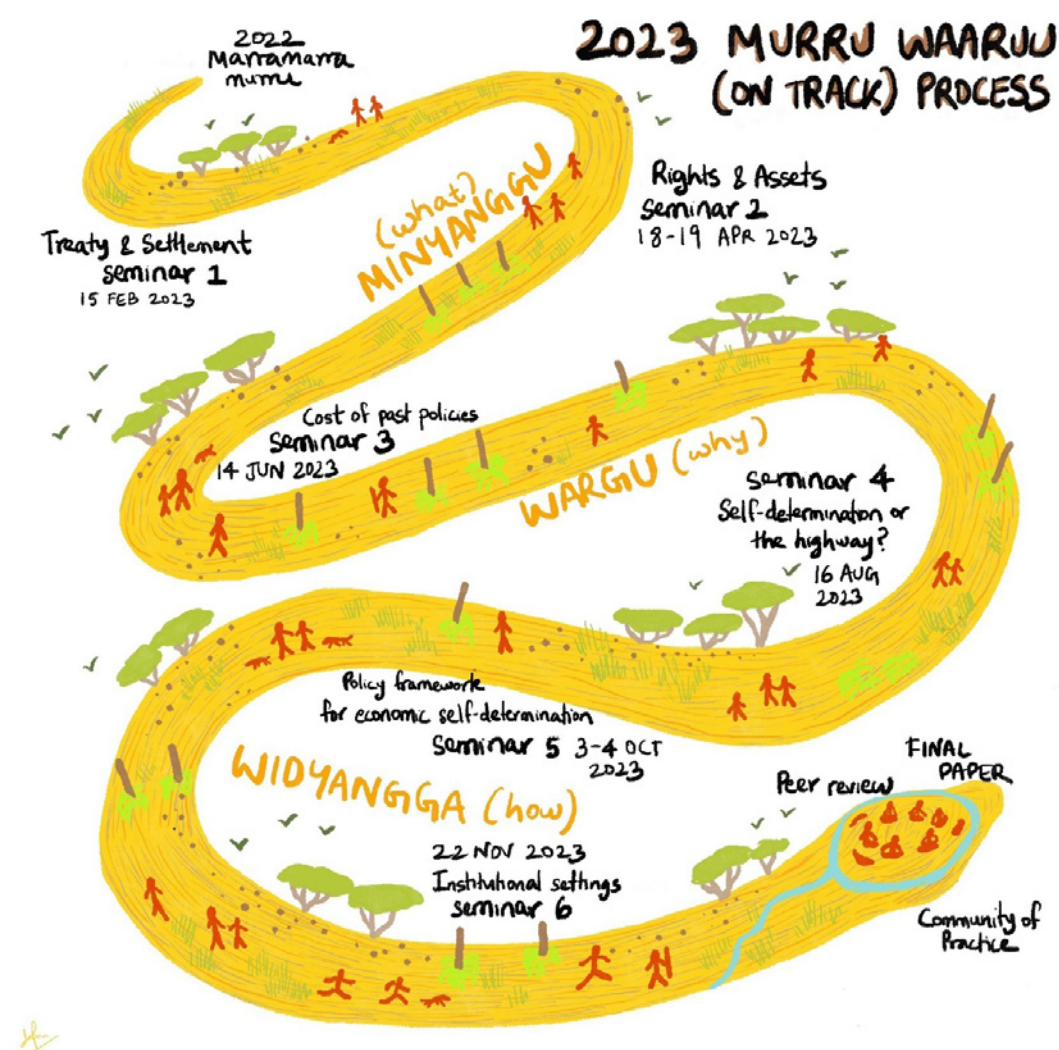 2023 MURRU WAARUU
(ON TRACK) PROCESS
2022
Marramarra
murru
Treaty & Settlement
seminar 1
15 FEB 2023
(what)
MINYANGGU
Rights & Assets
seminar 2
18-19 APR 2023
Cost of past policies
seminar 3
14 JUN 2023
WARGU (why)
seminar 4
Self-determination or
the highway?
16 AUG
2023
Policy framework
for economic self-determination
seminar 5 3-4 OCT
2023
WIDYANGGA (how)
22 NOV 2023
Institutional settings
seminar 6
Peer review
FINAL
PAPER
Community of
Practice